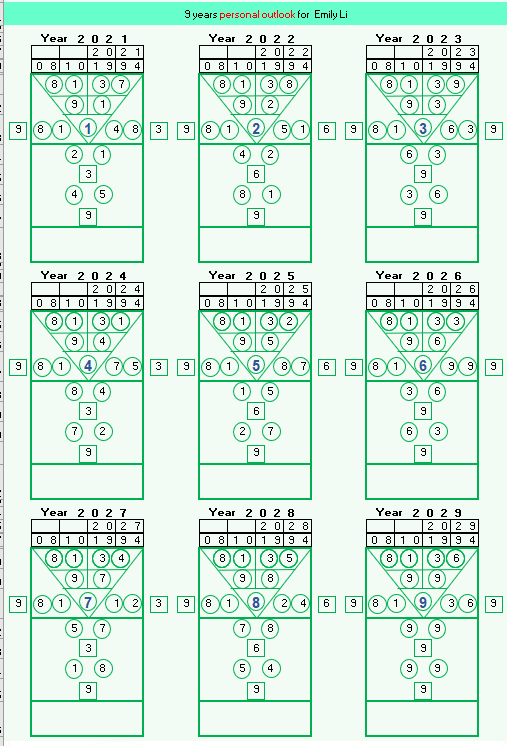 9 years personal outlook for Emily Li
Year 2 0 2 1
2 0 2 1
0 8 1 0 1 9 9 4
8 1 3 7
9 1
9 8 1 1 4 8 3
2 1
3
4 5
9
Year 2 0 2 2
2 0 2 2
0 8 1 0 1 9 9 4
8 1 3 8
9 2
9 8 1 2 5 1 6
4 2
6
8 1
9
Year 2 0 2 3
2 0 2 3
0 8 1 0 1 9 9 4
8 1 3 9
9 3
9 8 1 3 6 3 9
6 3
9
3 6
9
Year 2 0 2 4
2 0 2 4
0 8 1 0 1 9 9 4
8 1 3 1
9 4
9 8 1 4 7 5 3
8 4
3
7 2
9
Year 2 0 2 5
2 0 2 5
0 8 1 0 1 9 9 4
8 1 3 2
9 5
9 8 1 5 8 7 6
1 5
6
2 7
9
Year 2 0 2 6
2 0 2 6
0 8 1 0 1 9 9 4
8 1 3 3
9 6
9 8 1 6 9 9 9
3 6
9
6 3
9
Year 2 0 2 7
2 0 2 7
0 8 1 0 1 9 9 4
8 1 3 4
9 7
9 8 1 7 1 2 3
5 7
3
1 8
9
Year 2 0 2 8
2 0 2 8
0 8 1 0 1 9 9 4
8 1 3 5
9 8
9 8 1 8 2 4 6
7 8
6
5 4
9
Year 2 0 2 9
2 0 2 9
0 8 1 0 1 9 9 4
8 1 3 6
9 9
9 8 1 9 3 6 9
9 9
9
9 9
9